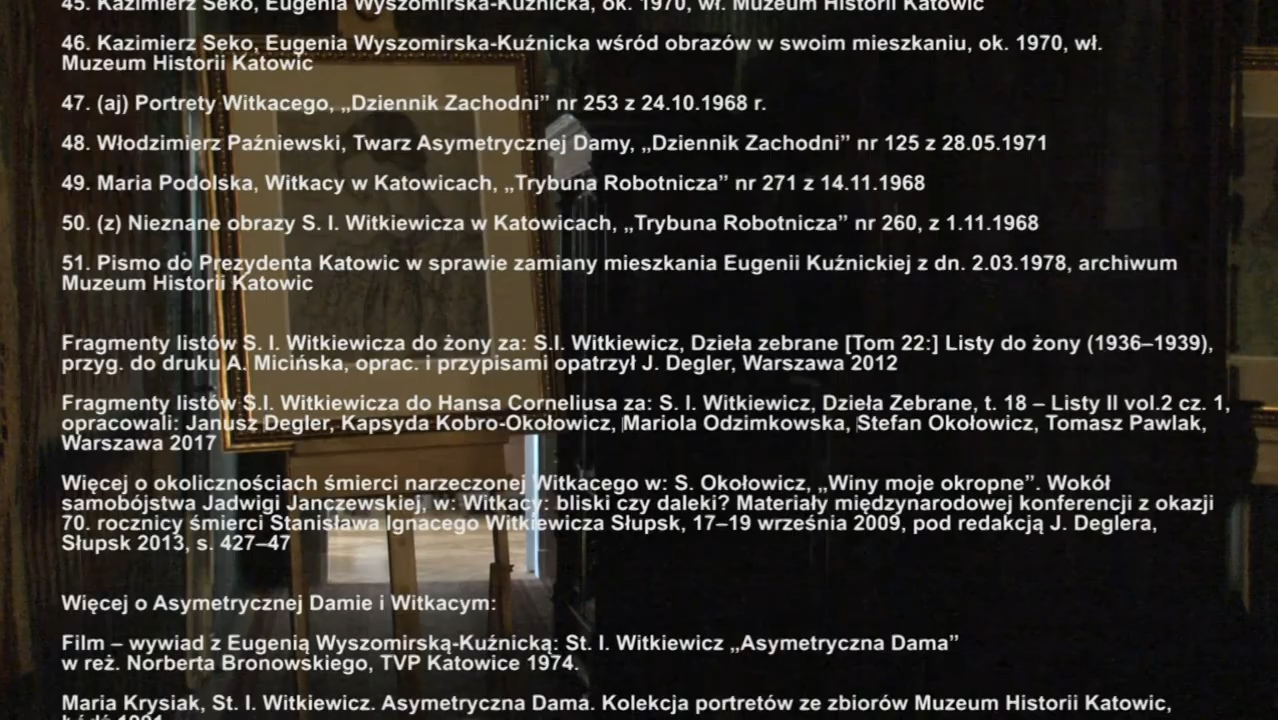 45. Kazimierz Seko, Eugenia Wyszomirska-Kuźnicka, ok. 1970, wł. Muzeum Historii Katowic
46. Kazimierz Seko, Eugenia Wyszomirska-Kuźnicka wśród obrazów w swoim mieszkaniu, ok. 1970, wł.
Muzeum Historii Katowic
47. (aj) Portrety Witkacego, „Dziennik Zachodni” nr 253 z 24.10.1968 r.
48. Włodzimierz Paźniewski, Twarz Asymetrycznej Damy, „Dziennik Zachodni” nr 125 z 28.05.1971
49. Maria Podolska, Witkacy w Katowicach, „Trybuna Robotnicza” nr 271 z 14.11.1968
50. (z) Nieznane obrazy S. I. Witkiewicza w Katowicach, „Trybuna Robotnicza” nr 260, z 1.11.1968
51. Pismo do Prezydenta Katowic w sprawie zamiany mieszkania Eugenii Kuźnickiej z dn. 2.03.1978, archiwum
Muzeum Historii Katowic
Fragmenty listów S. I. Witkiewicza do żony za: S.I. Witkiewicz, Dzieła zebrane [Tom 22:] Listy do żony (1936–1939),
przyg. do druku A. Micińska, oprac. i przypisami opatrzył J. Degler, Warszawa 2012
Fragmenty listów S.I. Witkiewicza do Hansa Corneliusa za: S. I. Witkiewicz, Dzieła Zebrane, t. 18 – Listy II vol.2 cz. 1,
opracowali: Janusz Degler, Kapsyda Kobro-Okołowicz, Mariola Odzimkowska, Stefan Okołowicz, Tomasz Pawlak,
Warszawa 2017
Więcej o okolicznościach śmierci narzeczonej Witkacego w: S. Okołowicz, „Winy moje okropne”. Wokół
samobójstwa Jadwigi Janczewskiej, w: Witkacy: bliski czy daleki? Materiały międzynarodowej konferencji z okazji
70. rocznicy śmierci Stanisława Ignacego Witkiewicza Słupsk, 17–19 września 2009, pod redakcją J. Deglera,
Słupsk 2013, s. 427–47
Więcej o Asymetrycznej Damie i Witkacym:
Film – wywiad z Eugenią Wyszomirską-Kuźnicką: St. I. Witkiewicz „Asymetryczna Dama”
w reż. Norberta Bronowskiego, TVP Katowice 1974.
Maria Krysiak, St. I. Witkiewicz. Asymetryczna Dama. Kolekcja portretów ze zbiorów Muzeum Historii Katowic,